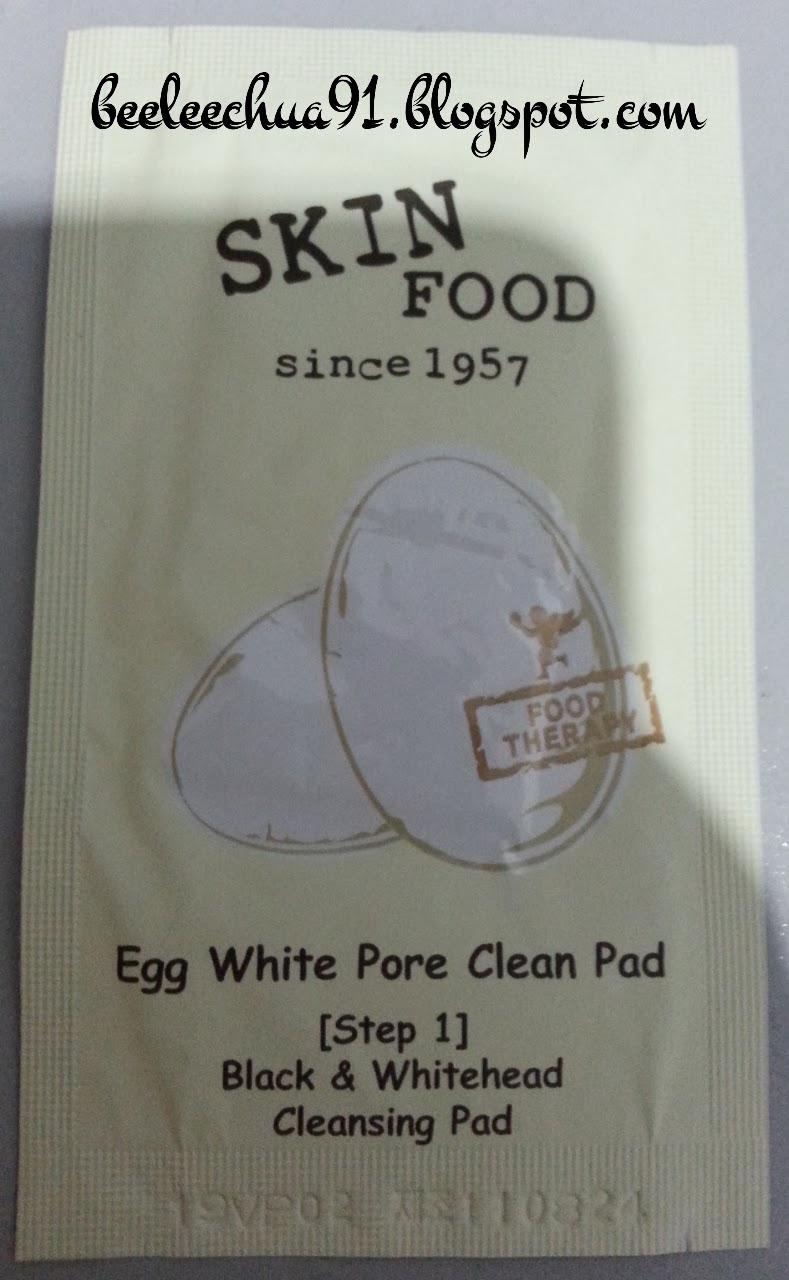 beeleechua91.blogspot.com
SKIN
FOOD
since 1957
FOOD
THERAPY
Egg White Pore Clean Pad
[Step 1]
Black & Whitehead
Cleansing Pad